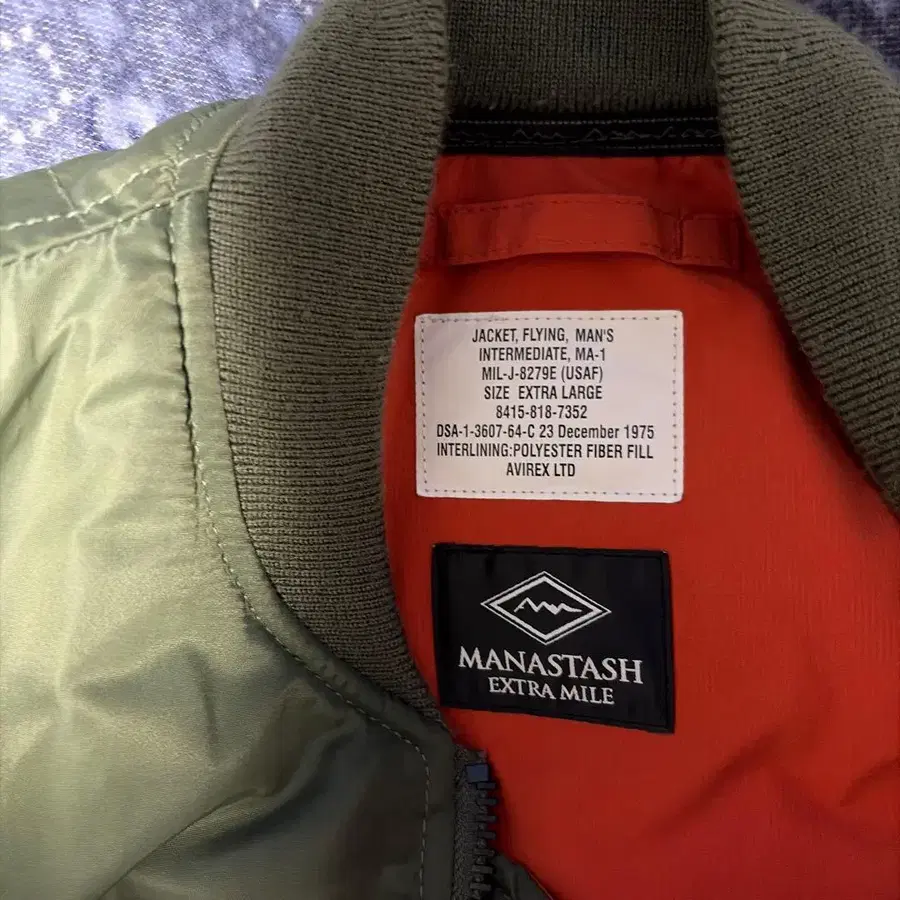 JACKET, FLYING, MAN'S
INTERMEDIATE, MA-1
MIL-J-8279E (USAF)
SIZE EXTRA LARGE
8415-818-7352
DSA-1-3607-64-C 23 December 1975
INTERLINING:POLYESTER FIBER FILL
AVIREX LTD
MANASTASH
EXTRA MILE